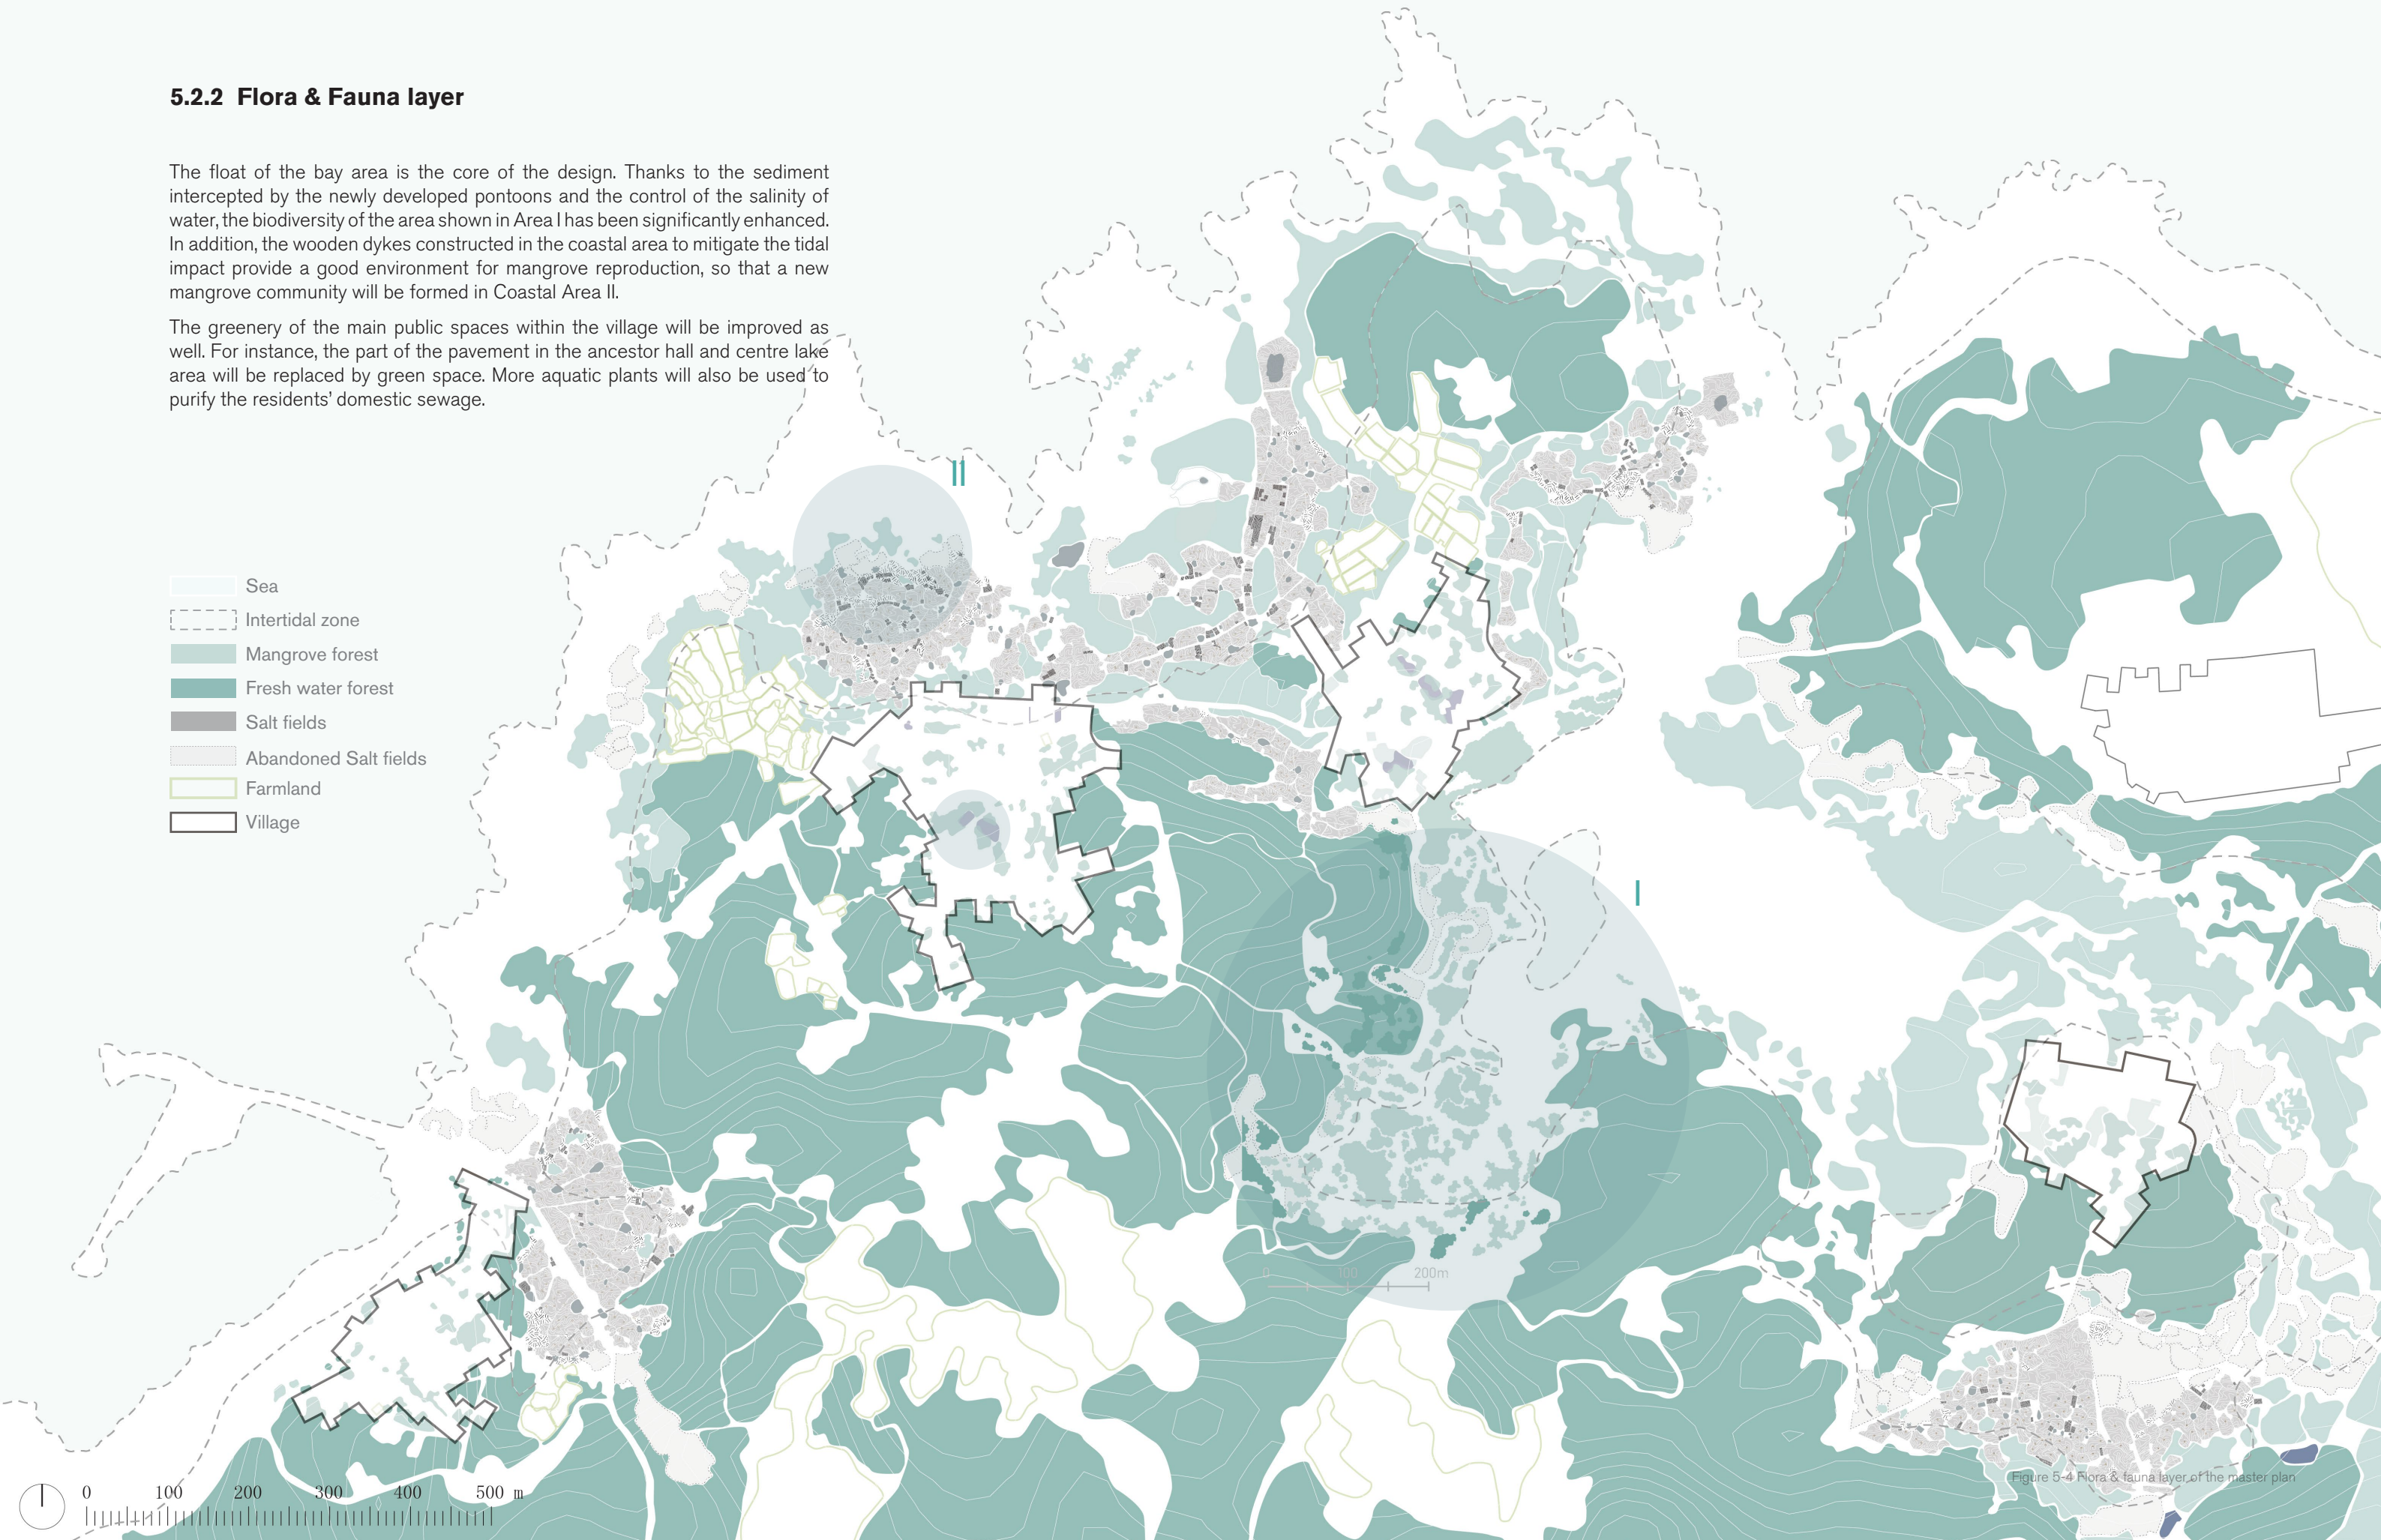 5.2.2 Flora & Fauna layer
The float of the bay area is the core of the design. Thanks to the sediment
intercepted by the newly developed pontoons and the control of the salinity of
water, the biodiversity of the area shown in Area I has been significantly enhanced.
In addition, the wooden dykes constructed in the coastal area to mitigate the tidal
impact provide a good environment for mangrove reproduction, so that a new
mangrove community will be formed in Coastal Area II.
The greenery of the main public spaces within the village will be improved as
well. For instance, the part of the pavement in the ancestor hall and centre lake
area will be replaced by green space. More aquatic plants will also be used to
purify the residents' domestic sewage.
II
Sea
Intertidal zone
Mangrove forest
Fresh water forest
Salt fields
Abandoned Salt fields
Farmland
Village
I
0 100 200m
Figure 5-4 Flora & fauna layer of the master plan
0 100 200 300 400 500 m